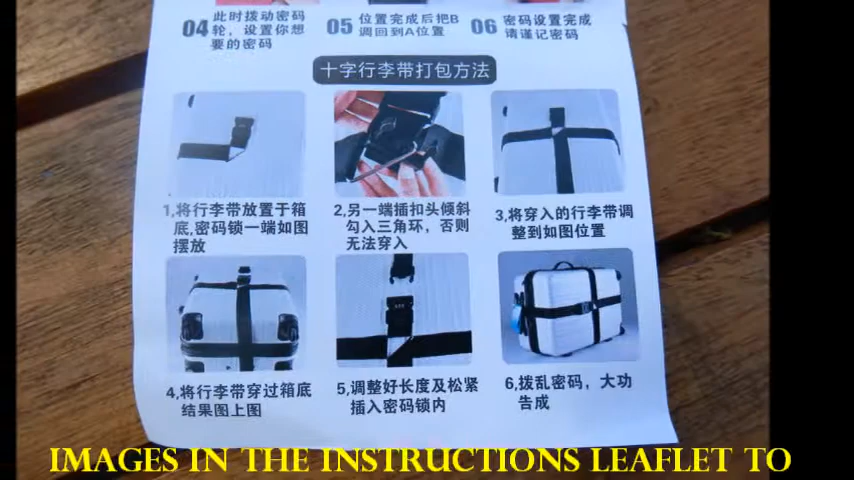 04 此时拨动密码
轮，设置你想
要的密码
05 位置完成后把B
调回到A位置
06 密码设置完成
请谨记密码
十字行李带打包方法
1,将行李带放置于箱
底,密码锁一端如图
摆放
2,另一端插扣头倾斜
勾入三角环，否则
无法穿入
3,将穿入的行李带调
整到如图位置
4,将行李带穿过箱底
结果图上图
5,调整好长度及松紧
插入密码锁内
6,拨乱密码，大功
告成
IMAGES IN THE INSTRUCTIONS LEAFLET TO